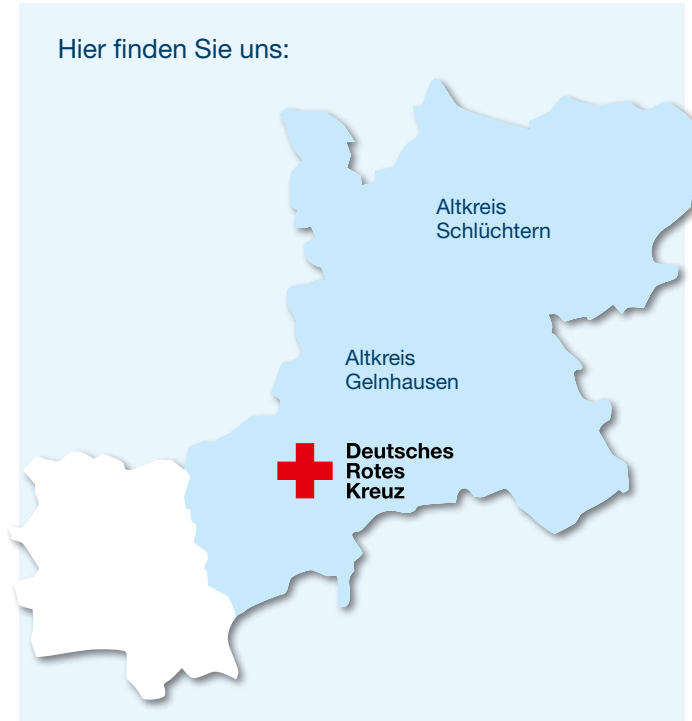 Hier finden Sie uns:
Altkreis
Schlüchtern
Altkreis
Gelnhausen
Deutsches
Rotes
Kreuz